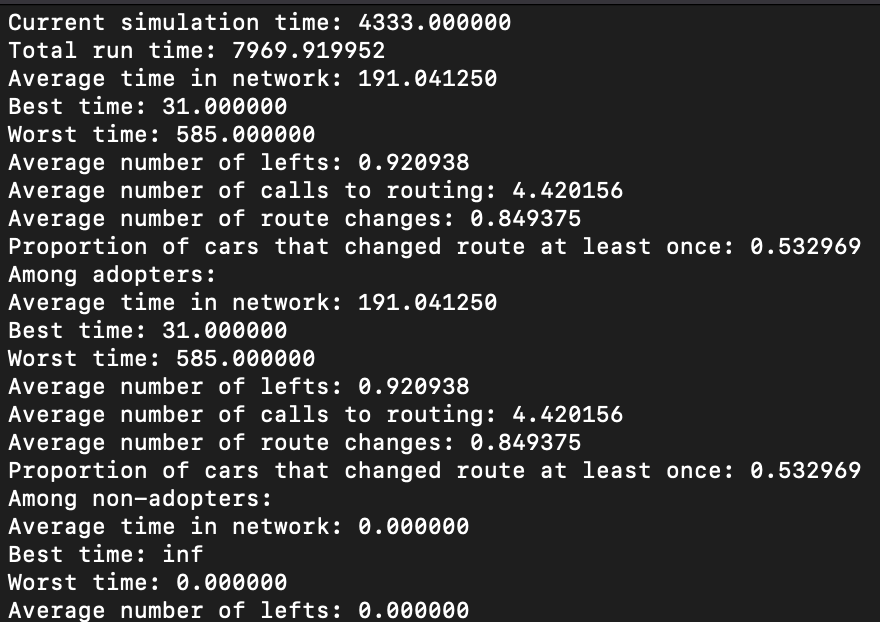 Current simulation time: 4333.000000
Total run time: 7969.919952
Average time in network: 191.041250
Best time: 31.000000
Worst time: 585.000000
Average number of lefts: 0.920938
Average number of calls to routing: 4.420156
Average number of route changes: 0.849375
Proportion of cars that changed route at least once: 0.532969
Among adopters:
Average time in network: 191.041250
Best time: 31.000000
Worst time: 585.000000
Average number of lefts: 0.920938
Average number of calls to routing: 4.420156
Average number of route changes: 0.849375
Proportion of cars that changed route at least once: 0.532969
Among non-adopters:
Average time in network: 0.000000
Best time: inf
Worst time: 0.000000
Average number of lefts: 0.000000